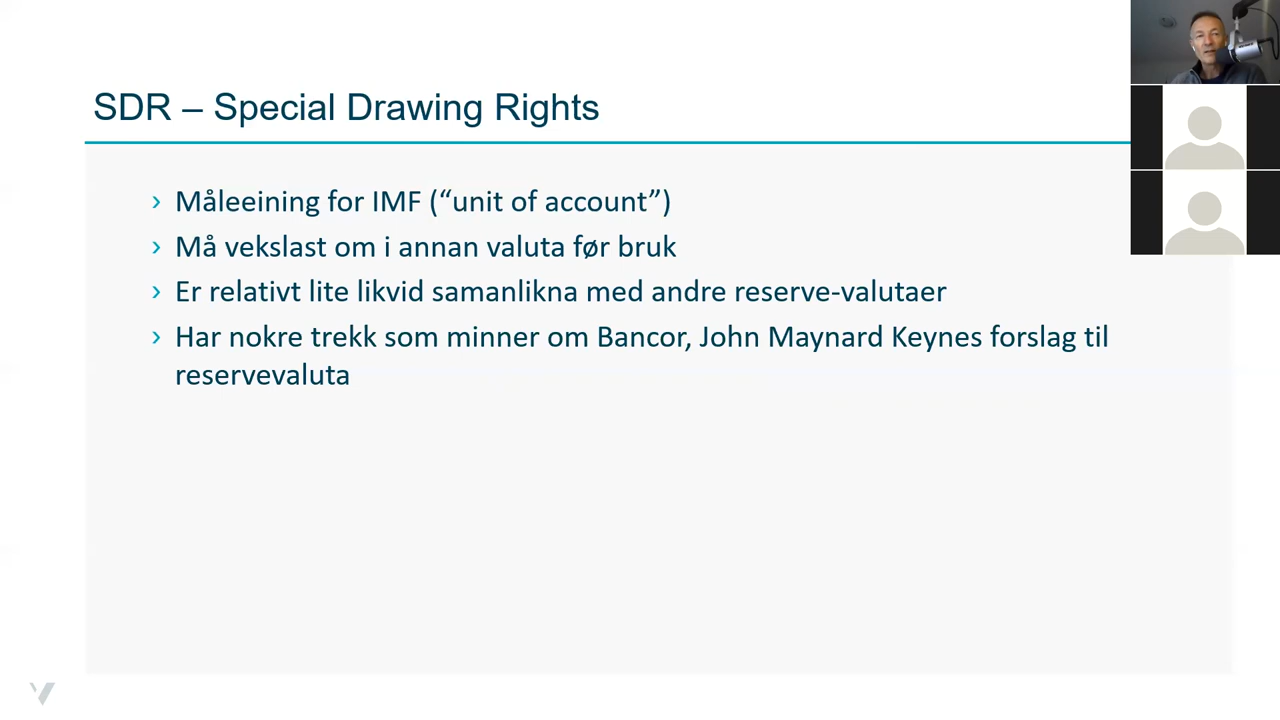 SDR – Special Drawing Rights
› Måleeining for IMF (“unit of account”)
› Må vekslast om i annan valuta før bruk
› Er relativt lite likvid samanlikna med andre reserve-valutaer
› Har nokre trekk som minner om Bancor, John Maynard Keynes forslag til
reservevaluta